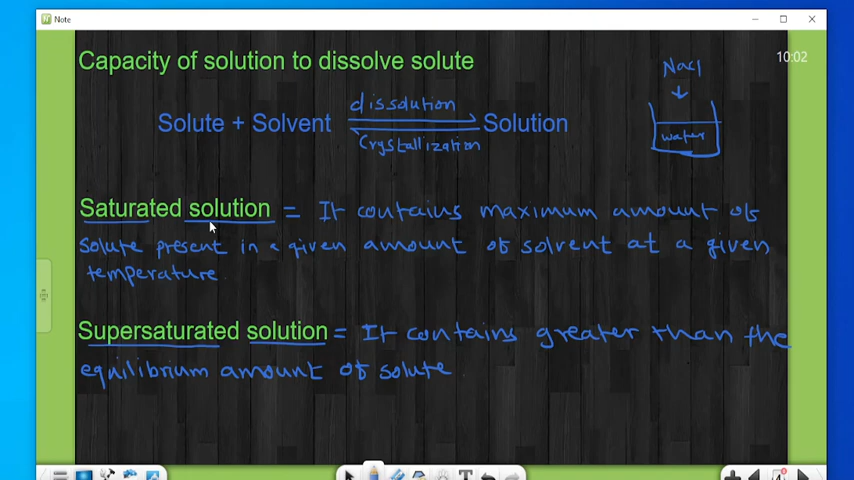 Note
Capacity of solution to dissolve solute
NaCl
10:02
dissolution
Solute + Solvent Solution
Crystallization
water
Saturated solution = It contains maximum amount of
solute present in a given amount of solvent at a given
temperature.
Supersaturated solution = It contains greater than the
equilibrium amount of solute.
T